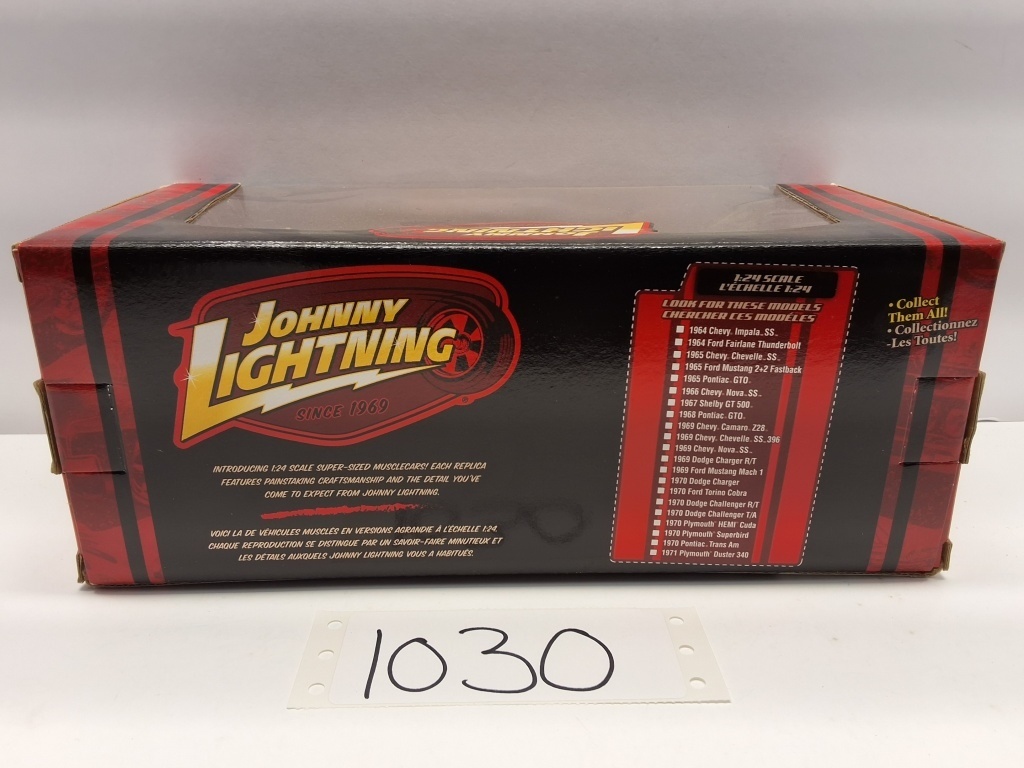 JOHNNY
LIGHTNING
SINCE 1969
®
INTRODUCING 1:24 SCALE SUPER-SIZED MUSCLECARS! EACH REPLICA
FEATURES PAINSTAKING CRAFTSMANSHIP AND THE DETAIL YOU'VE
COME TO EXPECT FROM JOHNNY LIGHTNING.
VOICI LA DE VÉHICULES MUSCLÉS EN VERSIONS AGRANDIE À L'ÉCHELLE 1:24.
CHAQUE REPRODUCTION SE DISTINGUE PAR UN SAVOIR-FAIRE MINUTIEUX ET
LES DÉTAILS AUXQUELS JOHNNY LIGHTNING VOUS A HABITUÉS.
1:24 SCALE
L'ÉCHELLE 1:24
LOOK FOR THESE MODELS
CHERCHER CES MODÉLES
1964 Chevy Impala SS
1964 Ford Fairlane Thunderbolt
1965 Chevy Chevelle SS
1965 Ford Mustang 2+2 Fastback
1965 Pontiac GTO
1966 Chevy Nova SS
1967 Shelby GT 500
1968 Pontiac GTO
1969 Chevy Camaro Z28
1969 Chevy Chevelle SS 396
1969 Chevy Nova SS
1969 Dodge Charger R/T
1969 Ford Mustang Mach 1
1970 Dodge Charger
1970 Ford Torino Cobra
1970 Dodge Challenger R/T
1970 Dodge Challenger T/A
1970 Plymouth HEMI Cuda
1970 Plymouth Superbird
1970 Pontiac Trans Am
1971 Plymouth Duster 340
• Collect
Them All!
• Collectionnez
-Les Toutes!
1030
1030